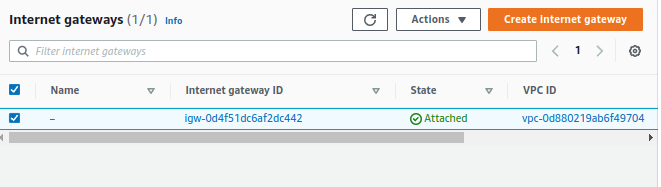 Internet gateways (1/1) Info Actions Create internet gateway
Filter internet gateways 1
Name Internet gateway ID State VPC ID
– igw-0d4f51dc6af2dc442 Attached vpc-0d880219ab6f49704